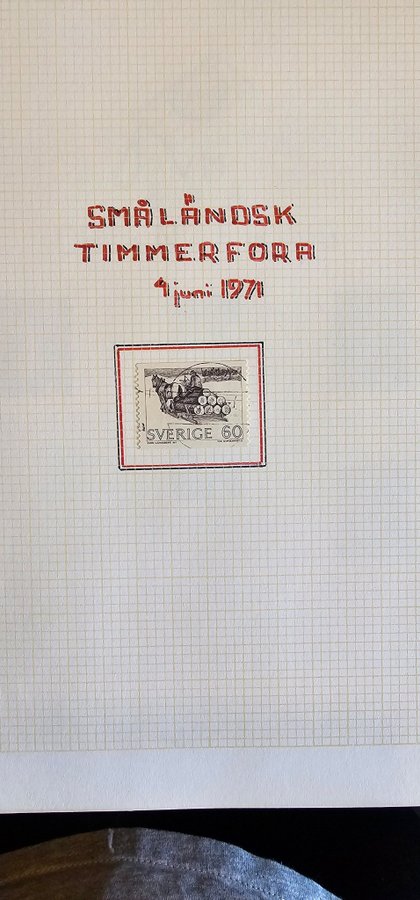 SMÅLÄNDSK
TIMMERFORA
4 juni 1971
SVERIGE 60